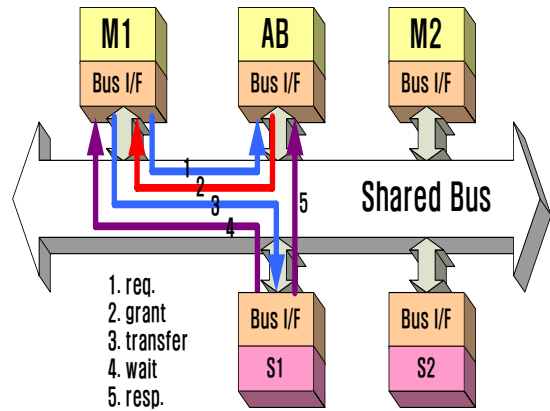 M1
AB
M2
Bus I/F
Bus I/F
Bus I/F
1
2
3
4
5
Shared Bus
1. req.
2. grant
3. transfer
4. wait
5. resp.
Bus I/F
Bus I/F
S1
S2